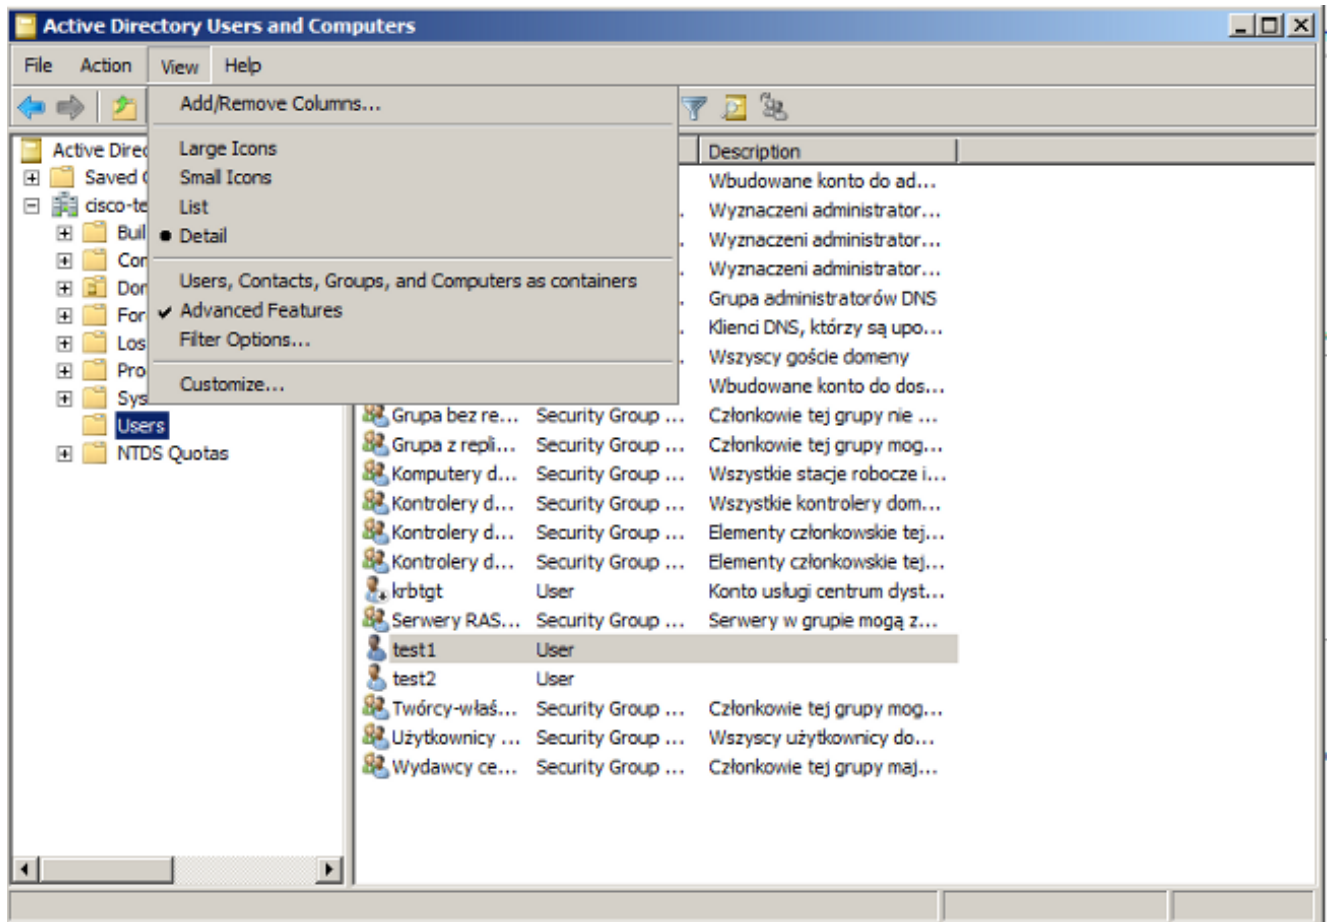 Active Directory Users and Computers
File Action View Help
Add/Remove Columns...
Large Icons
Small Icons
List
Detail
Users, Contacts, Groups, and Computers as containers
Advanced Features
Filter Options...
Customize...
Active Direc
Saved
cisco-te
Buil
Con
Dor
For
Los
Pro
Sys
Users
NTDS Quotas
Description
Wbudowane konto do ad...
Wyznaczeni administrator...
Wyznaczeni administrator...
Wyznaczeni administrator...
Grupa administratorów DNS
Klienci DNS, którzy są upo...
Wszyscy goście domeny
Wbudowane konto do dos...
Grupa bez re... Security Group ... Członkowie tej grupy nie ...
Grupa z repli... Security Group ... Członkowie tej grupy mog...
Komputery d... Security Group ... Wszystkie stacje robocze i...
Kontrolery d... Security Group ... Wszystkie kontrolery dom...
Kontrolery d... Security Group ... Elementy członkowskie tej...
Kontrolery d... Security Group ... Elementy członkowskie tej...
krbtgt User Konto usługi centrum dyst...
Serwery RAS... Security Group ... Serwery w grupie mogą z...
test1 User
test2 User
Twórcy-właś... Security Group ... Członkowie tej grupy mog...
Użytkownicy ... Security Group ... Wszyscy użytkownicy do...
Wydawcy ce... Security Group ... Członkowie tej grupy maj...